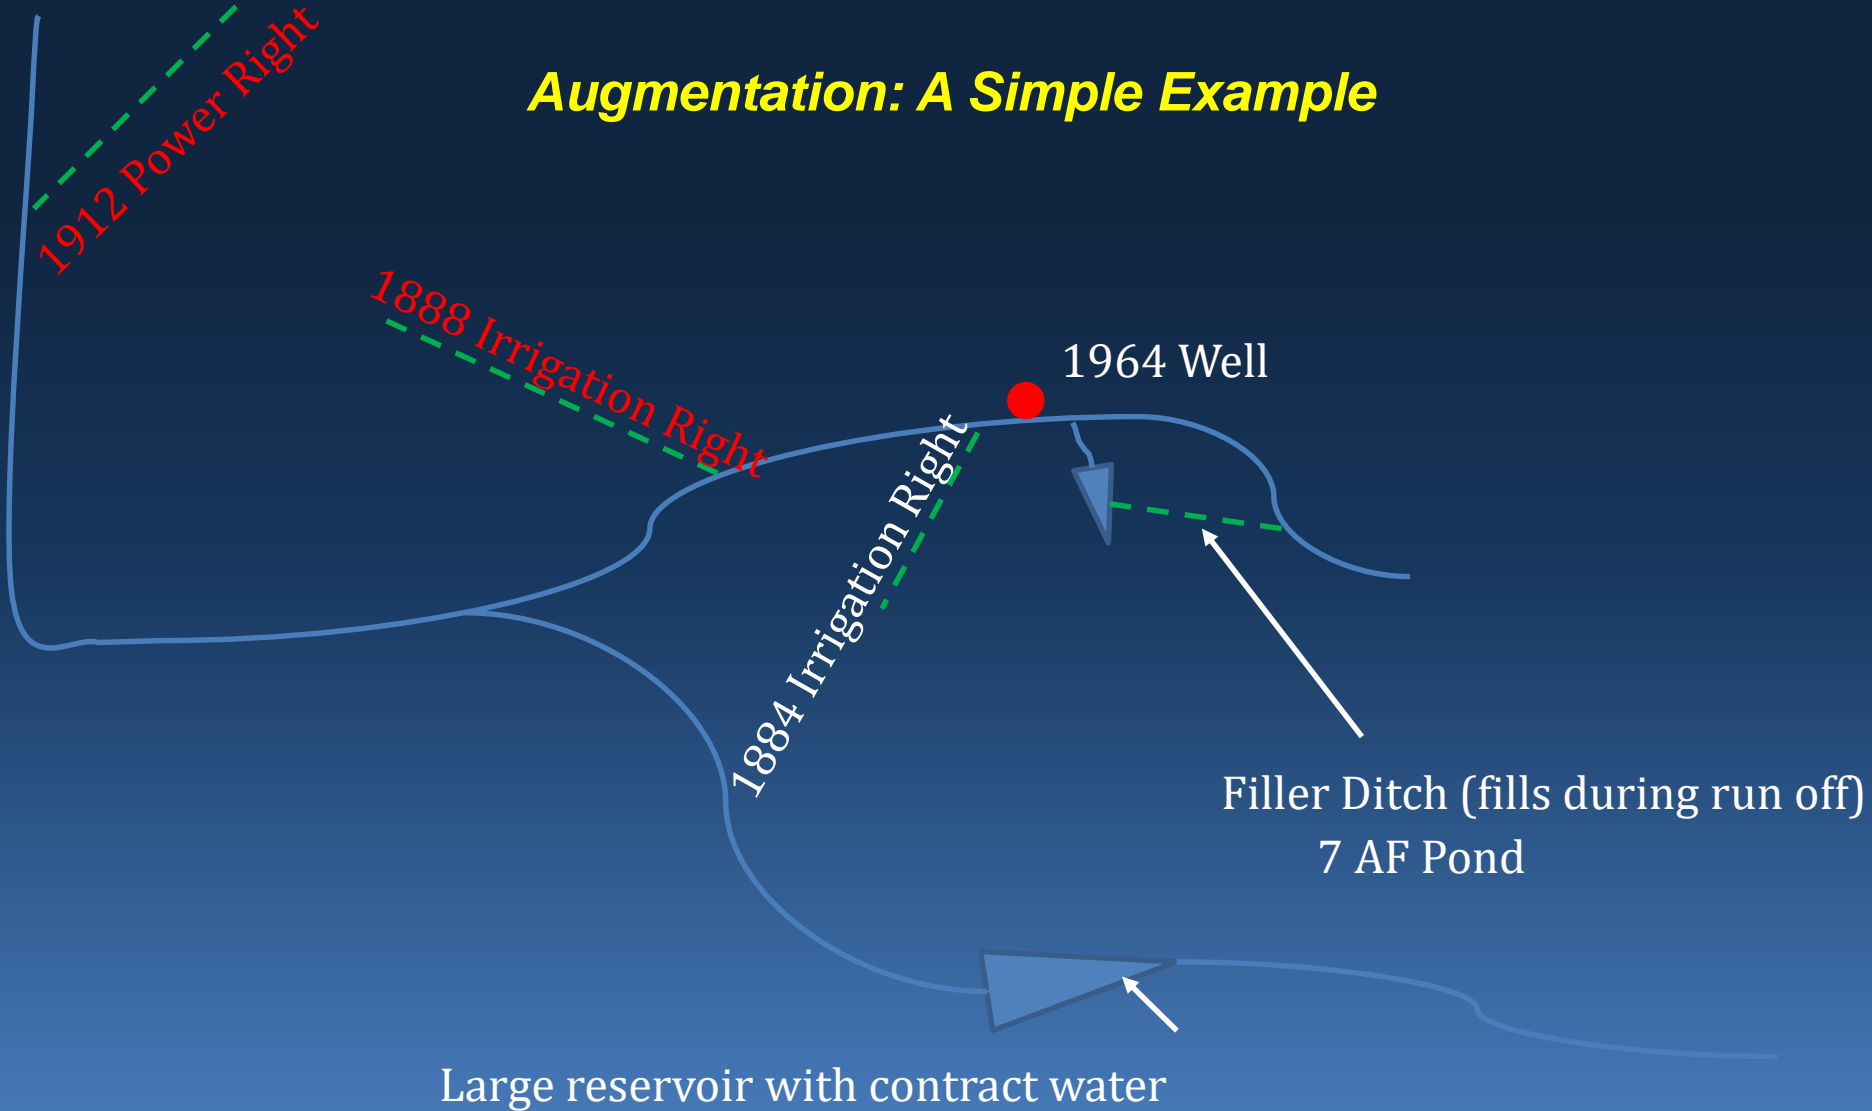 Augmentation: A Simple Example
1912 Power Right
1888 Irrigation Right
1964 Well
1884 Irrigation Right
Filler Ditch (fills during run off)
7 AF Pond
Large reservoir with contract water